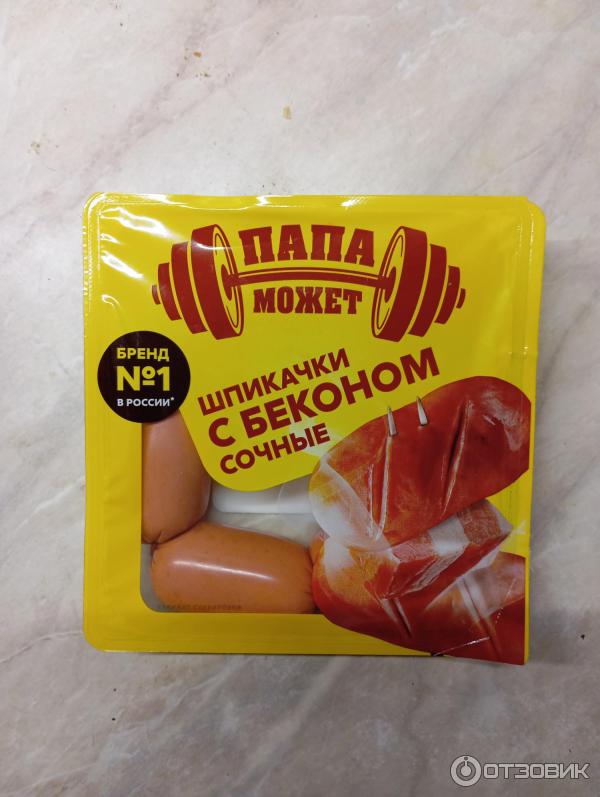 ПАПА
МОЖЕТ
БРЕНД
№1
В РОССИИ*
ШПИКАЧКИ
С БЕКОНОМ
СОЧНЫЕ
ОТЗОВИК